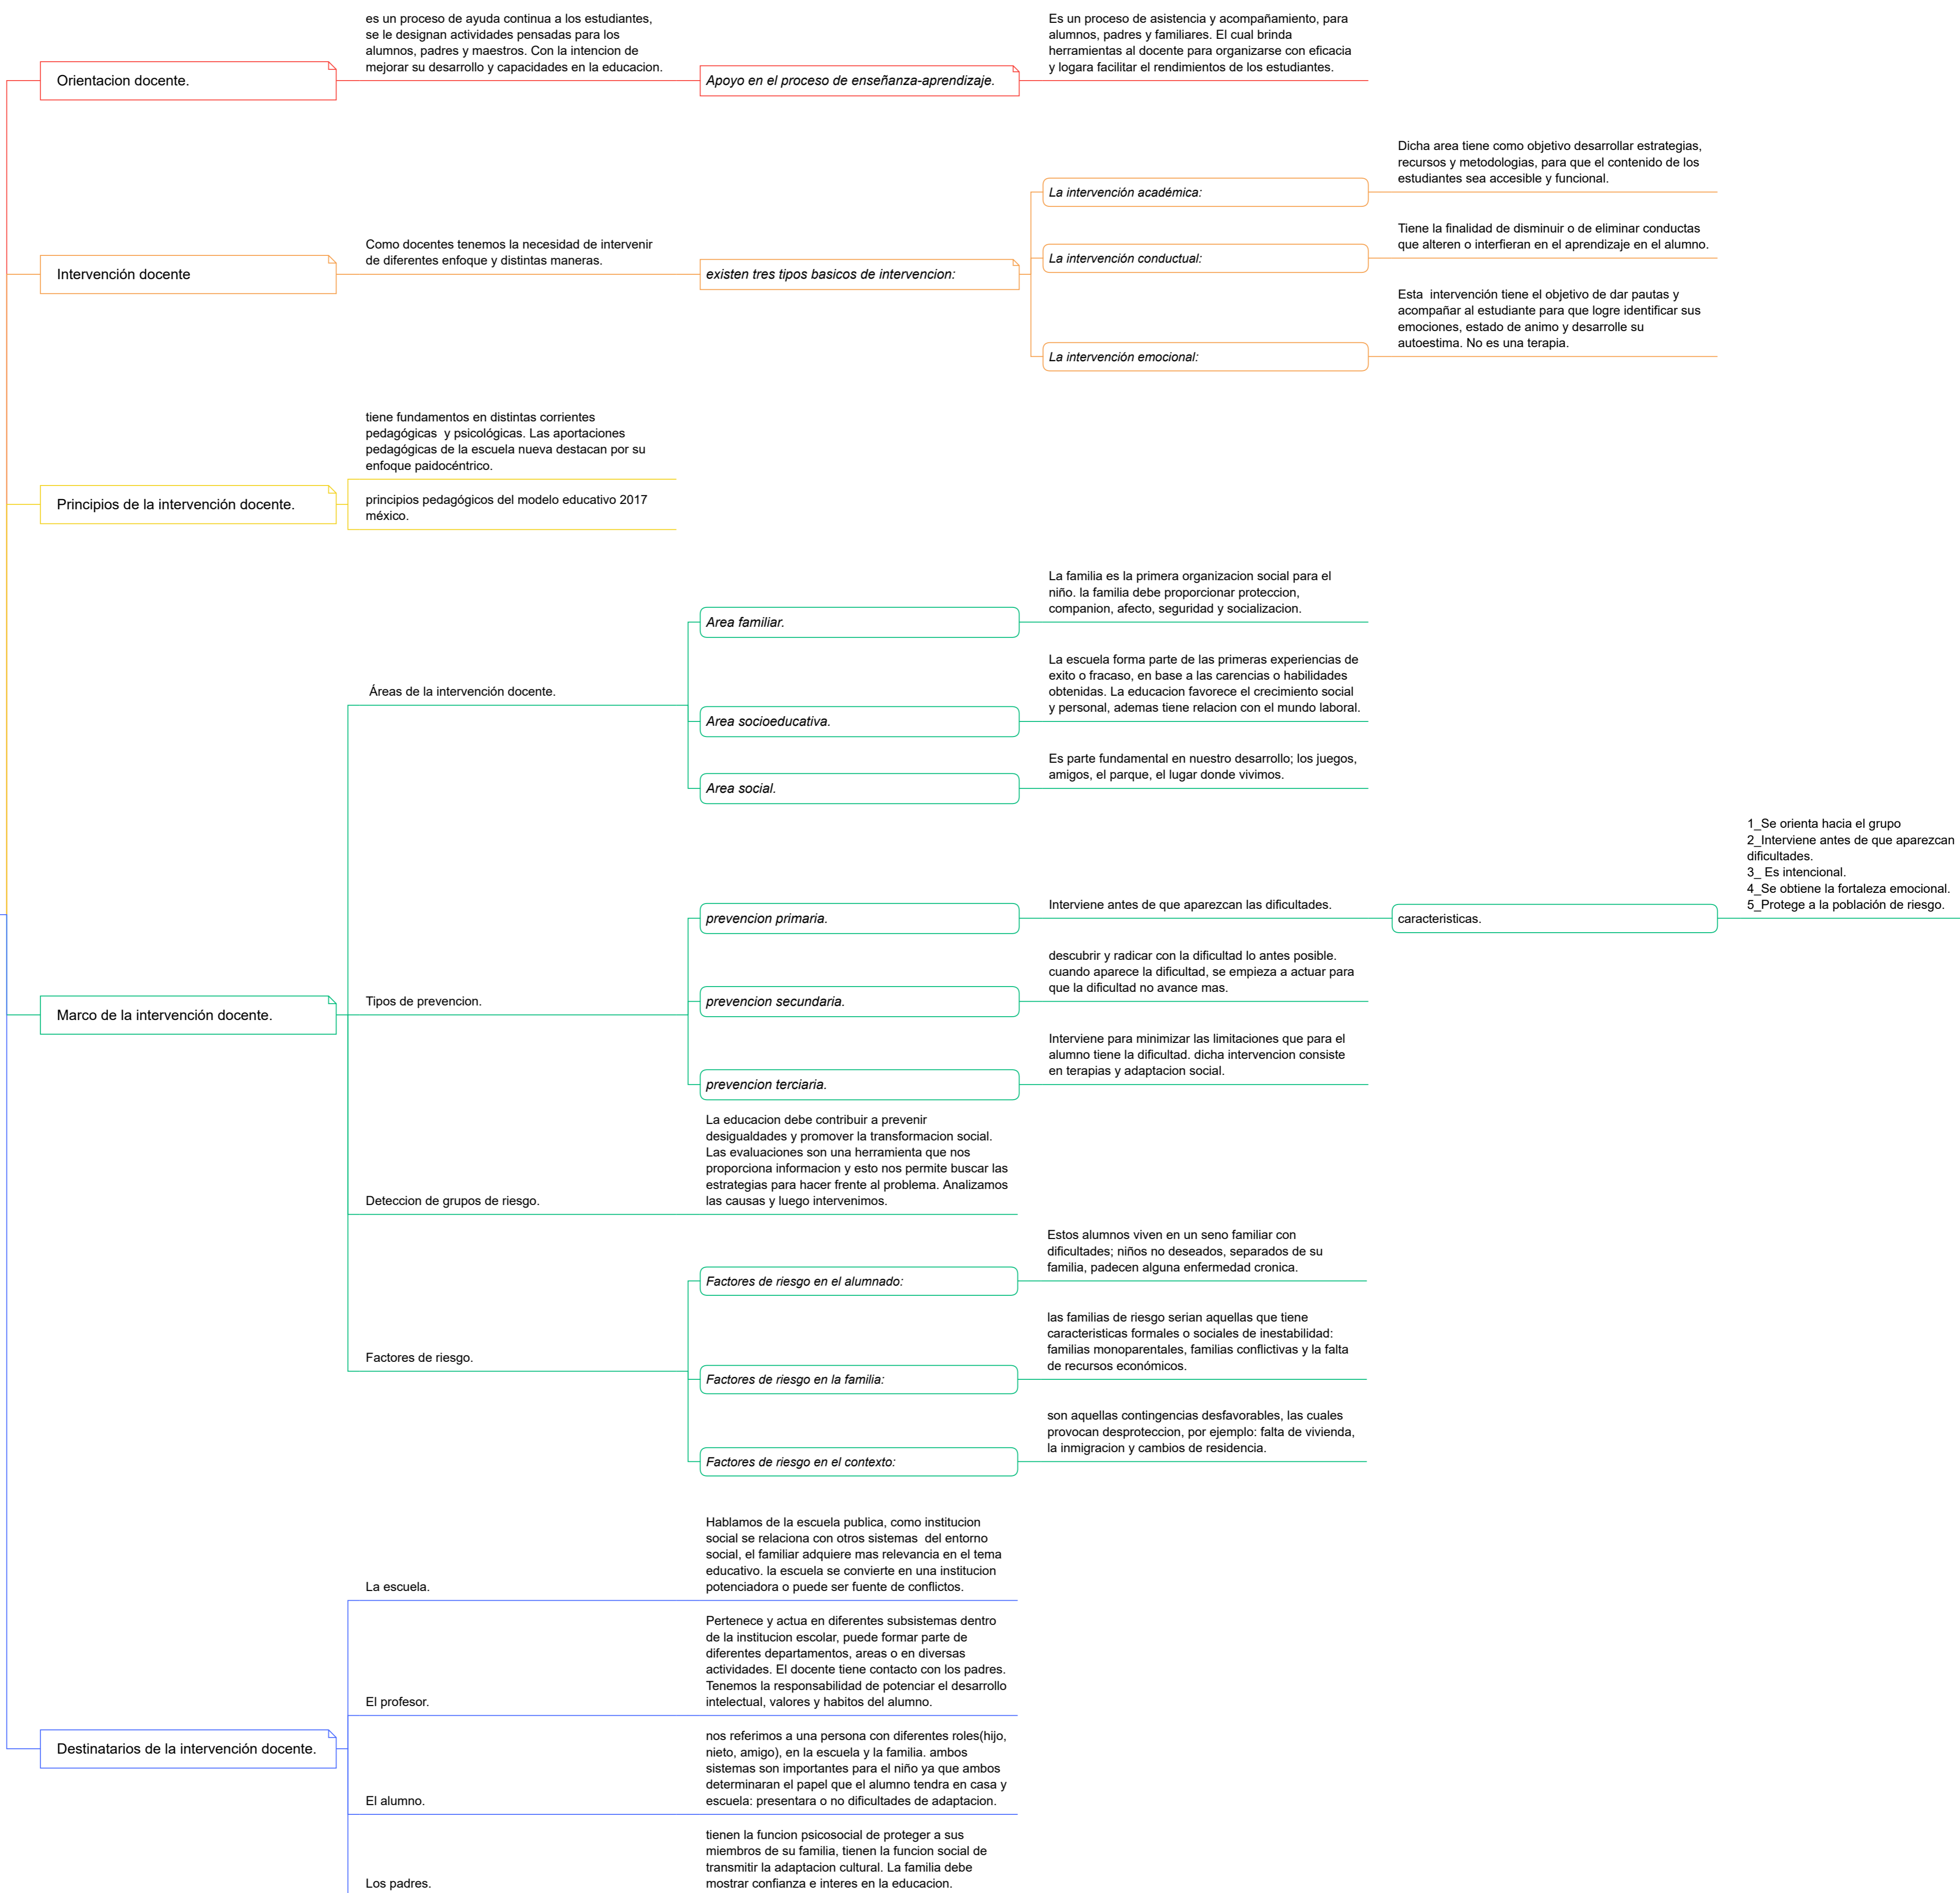 Orientacion docente.
es un proceso de ayuda continua a los estudiantes,
se le designan actividades pensadas para los
alumnos, padres y maestros. Con la intencion de
mejorar su desarrollo y capacidades en la educacion.
Apoyo en el proceso de enseñanza-aprendizaje.
Es un proceso de asistencia y acompañamiento, para
alumnos, padres y familiares. El cual brinda
herramientas al docente para organizarse con eficacia
y logara facilitar el rendimientos de los estudiantes.
Intervención docente
Como docentes tenemos la necesidad de intervenir
de diferentes enfoque y distintas maneras.
existen tres tipos basicos de intervencion:
La intervención académica:
Dicha area tiene como objetivo desarrollar estrategias,
recursos y metodologias, para que el contenido de los
estudiantes sea accesible y funcional.
La intervención conductual:
Tiene la finalidad de disminuir o de eliminar conductas
que alteren o interfieran en el aprendizaje en el alumno.
La intervención emocional:
Esta  intervención tiene el objetivo de dar pautas y
acompañar al estudiante para que logre identificar sus
emociones, estado de animo y desarrolle su
autoestima. No es una terapia.
Principios de la intervención docente.
tiene fundamentos en distintas corrientes
pedagógicas  y psicológicas. Las aportaciones
pedagógicas de la escuela nueva destacan por su
enfoque paidocéntrico.
principios pedagógicos del modelo educativo 2017
méxico.
Marco de la intervención docente.
Áreas de la intervención docente.
Area familiar.
La familia es la primera organizacion social para el
niño. la familia debe proporcionar proteccion,
companion, afecto, seguridad y socializacion.
Area socioeducativa.
La escuela forma parte de las primeras experiencias de
exito o fracaso, en base a las carencias o habilidades
obtenidas. La educacion favorece el crecimiento social
y personal, ademas tiene relacion con el mundo laboral.
Area social.
Es parte fundamental en nuestro desarrollo; los juegos,
amigos, el parque, el lugar donde vivimos.
Tipos de prevencion.
prevencion primaria.
Interviene antes de que aparezcan las dificultades.
caracteristicas.
1_Se orienta hacia el grupo
2_Interviene antes de que aparezcan
dificultades.
3_ Es intencional.
4_Se obtiene la fortaleza emocional.
5_Protege a la población de riesgo.
prevencion secundaria.
descubrir y radicar con la dificultad lo antes posible.
cuando aparece la dificultad, se empieza a actuar para
que la dificultad no avance mas.
prevencion terciaria.
Interviene para minimizar las limitaciones que para el
alumno tiene la dificultad. dicha intervencion consiste
en terapias y adaptacion social.
Deteccion de grupos de riesgo.
La educacion debe contribuir a prevenir
desigualdades y promover la transformacion social.
Las evaluaciones son una herramienta que nos
proporciona informacion y esto nos permite buscar las
estrategias para hacer frente al problema. Analizamos
las causas y luego intervenimos.
Factores de riesgo.
Factores de riesgo en el alumnado:
Estos alumnos viven en un seno familiar con
dificultades; niños no deseados, separados de su
familia, padecen alguna enfermedad cronica.
Factores de riesgo en la familia:
las familias de riesgo serian aquellas que tiene
caracteristicas formales o sociales de inestabilidad:
familias monoparentales, familias conflictivas y la falta
de recursos económicos.
Factores de riesgo en el contexto:
son aquellas contingencias desfavorables, las cuales
provocan desproteccion, por ejemplo: falta de vivienda,
la inmigracion y cambios de residencia.
Destinatarios de la intervención docente.
La escuela.
Hablamos de la escuela publica, como institucion
social se relaciona con otros sistemas  del entorno
social, el familiar adquiere mas relevancia en el tema
educativo. la escuela se convierte en una institucion
potenciadora o puede ser fuente de conflictos.
El profesor.
Pertenece y actua en diferentes subsistemas dentro
de la institucion escolar, puede formar parte de
diferentes departamentos, areas o en diversas
actividades. El docente tiene contacto con los padres.
Tenemos la responsabilidad de potenciar el desarrollo
intelectual, valores y habitos del alumno.
El alumno.
nos referimos a una persona con diferentes roles(hijo,
nieto, amigo), en la escuela y la familia. ambos
sistemas son importantes para el niño ya que ambos
determinaran el papel que el alumno tendra en casa y
escuela: presentara o no dificultades de adaptacion.
Los padres.
tienen la funcion psicosocial de proteger a sus
miembros de su familia, tienen la funcion social de
transmitir la adaptacion cultural. La familia debe
mostrar confianza e interes en la educacion.